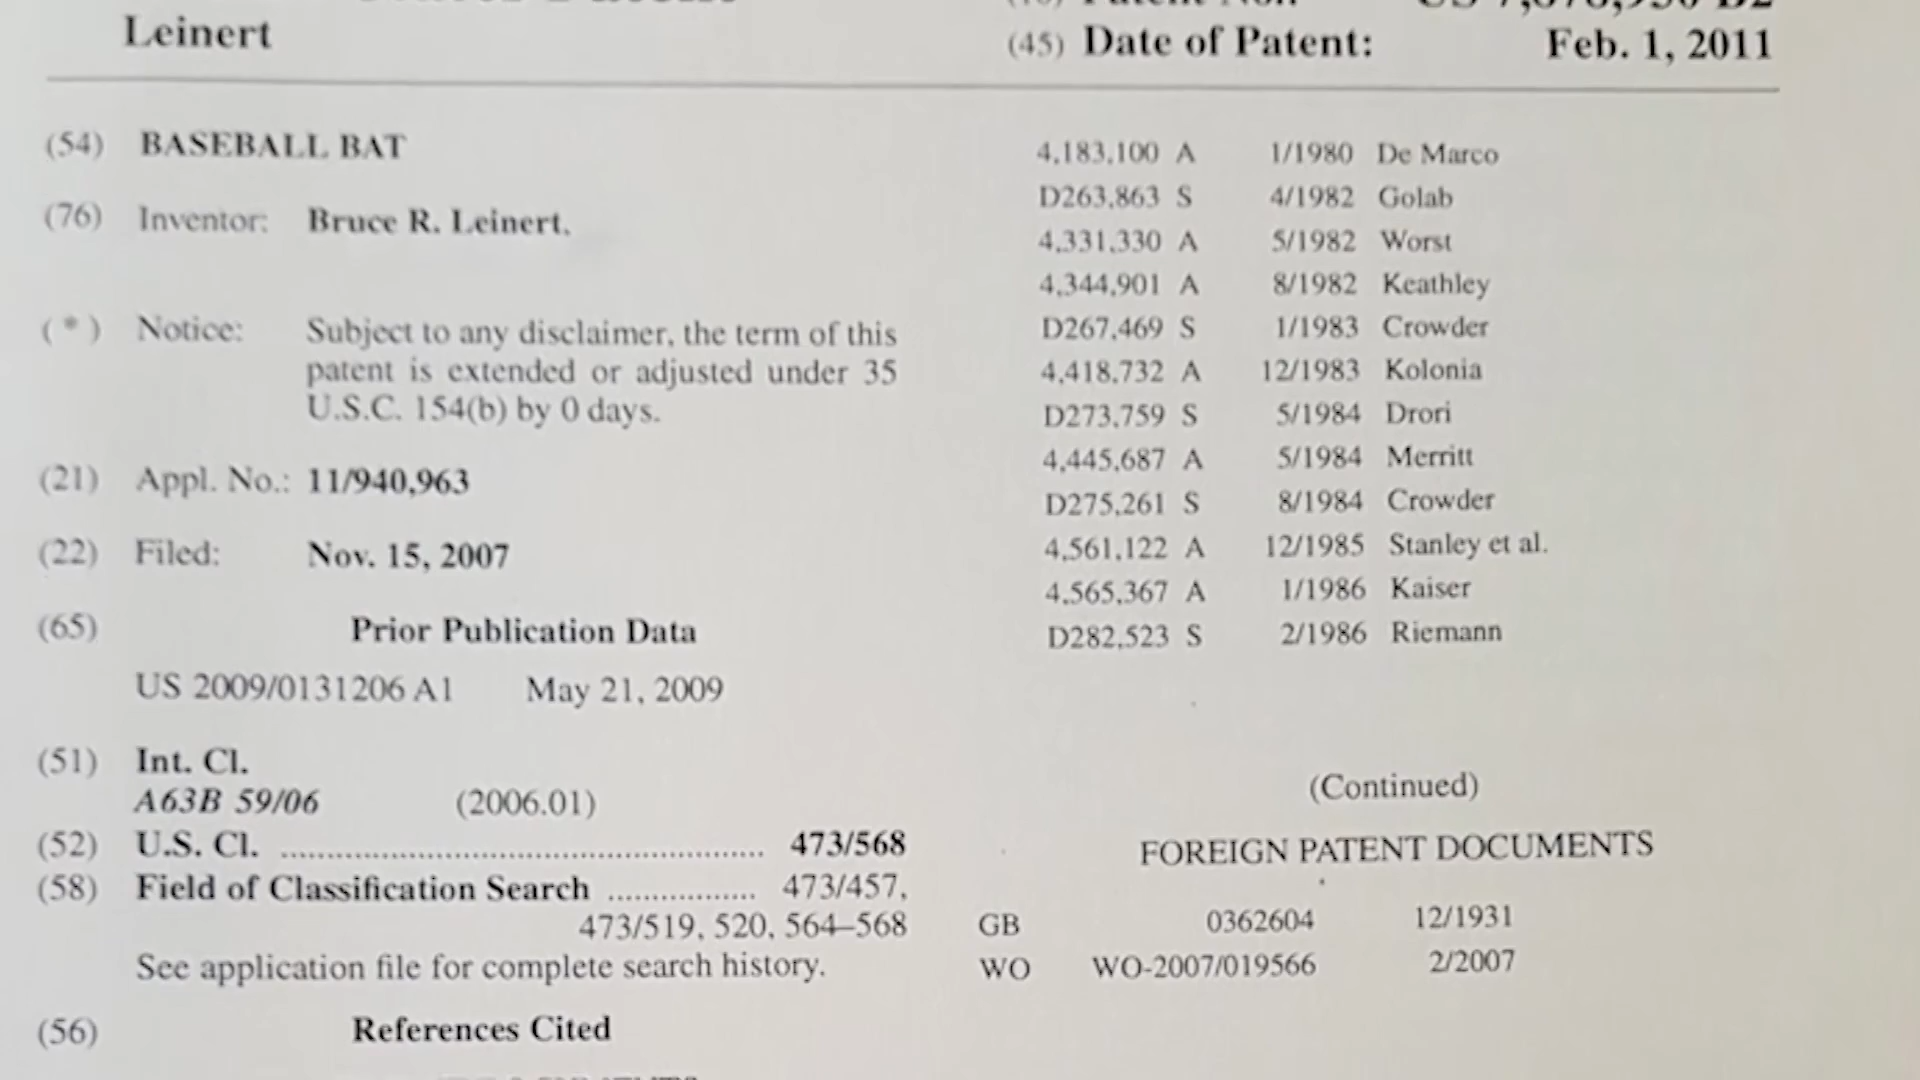 Leinert
(45) Date of Patent: Feb. 1, 2011
(54) BASEBALL BAT
(76) Inventor: Bruce R. Leinert.
( * ) Notice: Subject to any disclaimer, the term of this
patent is extended or adjusted under 35
U.S.C. 154(b) by 0 days.
(21) Appl. No.: 11/940,963
(22) Filed: Nov. 15, 2007
(65) Prior Publication Data
US 2009/0131206 A1 May 21, 2009
(51) Int. Cl.
A63B 59/06 (2006.01)
(52) U.S. Cl. .................................................... 473/568
(58) Field of Classification Search ................. 473/457,
473/519, 520, 564–568
See application file for complete search history.
(56) References Cited
4,183,100 A 1/1980 De Marco
D263,863 S 4/1982 Golab
4,331,330 A 5/1982 Worst
4,344,901 A 8/1982 Keathley
D267,469 S 1/1983 Crowder
4,418,732 A 12/1983 Kolonia
D273,759 S 5/1984 Drori
4,445,687 A 5/1984 Merritt
D275,261 S 8/1984 Crowder
4,561,122 A 12/1985 Stanley et al.
4,565,367 A 1/1986 Kaiser
D282,523 S 2/1986 Riemann
(Continued)
FOREIGN PATENT DOCUMENTS
GB 0362604 12/1931
WO WO-2007/019566 2/2007